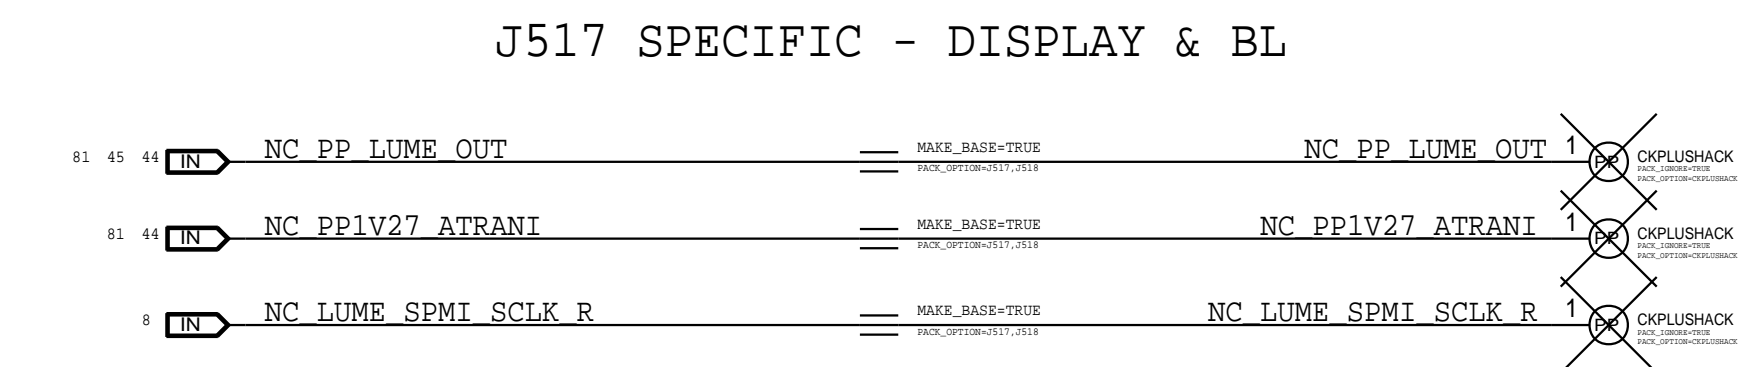 J517 SPECIFIC - DISPLAY & BL
81 45 44 IN NC_PP_LUME_OUT MAKE_BASE=TRUE NC_PP_LUME_OUT 1 PP CKPLUSHACK
PACK_OPTION=J517,J518 PACK_IGNORE=TRUE
PACK_OPTION=CKPLUSHACK
81 44 IN NC_PP1V27_ATRANI MAKE_BASE=TRUE NC_PP1V27_ATRANI 1 PP CKPLUSHACK
PACK_OPTION=J517,J518 PACK_IGNORE=TRUE
PACK_OPTION=CKPLUSHACK
8 IN NC_LUME_SPMI_SCLK_R MAKE_BASE=TRUE NC_LUME_SPMI_SCLK_R 1 PP CKPLUSHACK
PACK_OPTION=J517,J518 PACK_IGNORE=TRUE
PACK_OPTION=CKPLUSHACK